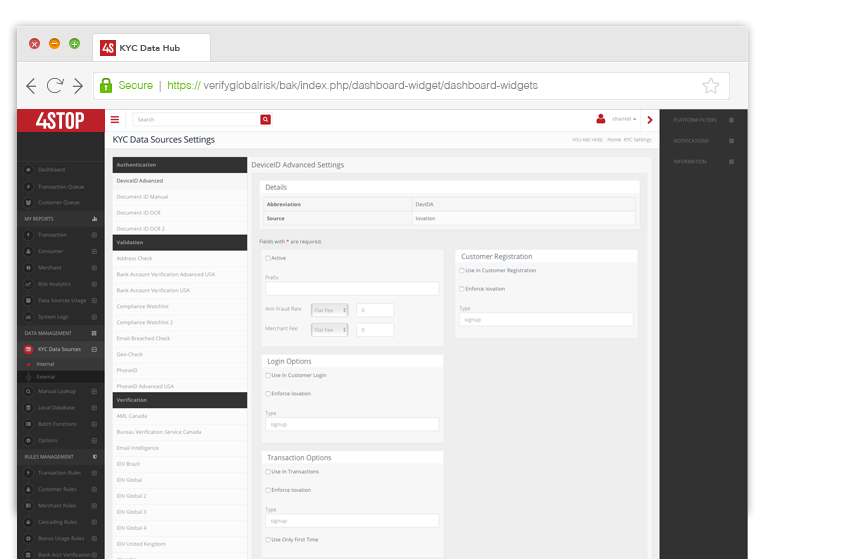 4S KYC Data Hub
Secure | https:// verifyglobalrisk/bak/index.php/dashboard-widget/dashboard-widgets
4STOP
Search
chantel
PLATFORM FILTERS
NOTIFICATIONS
INFORMATION
KYC Data Sources Settings
YOU ARE HERE: Home KYC Settings
Dashboard
Transaction Queue
Customer Queue
MY REPORTS
Transaction
Consumer
Merchant
Risk Analytics
Data Sources Usage
System Logs
DATA MANAGEMENT
KYC Data Sources
Internal
External
Manual Lookup
Local Database
Batch Functions
Options
RULES MANAGEMENT
Transaction Rules
Customer Rules
Merchant Rules
Cascading Rules
Bonus Usage Rules
Bank Acct Verification
Authentication
DeviceID Advanced
Document ID Manual
Document ID OCR
Document ID OCR 2
Validation
Address Check
Bank Account Verification Advanced USA
Bank Account Verification USA
Compliance Watchlist
Compliance Watchlist 2
Email Breached Check
Geo-Check
PhoneID
PhoneID Advanced USA
Verification
AML Canada
Bureau Verification Service Canada
Email Intelligence
IDV Brazil
IDV Global
IDV Global 2
IDV Global 3
IDV Global 4
IDV United Kingdom
DeviceID Advanced Settings
Details
Abbreviation DevIDA
Source Iovation
Fields with * are required.
Active
Prefix
Anti-Fraud Rate Flat Fee 0
Merchant Fee Flat Fee 0
Customer Registration
Use in Customer Registration
Enforce Iovation
Type
signup
Login Options
Use In Customer Login
Enforce Iovation
Type
signup
Transaction Options
Use In Transactions
Enforce Iovation
Type
signup
Use Only First Time